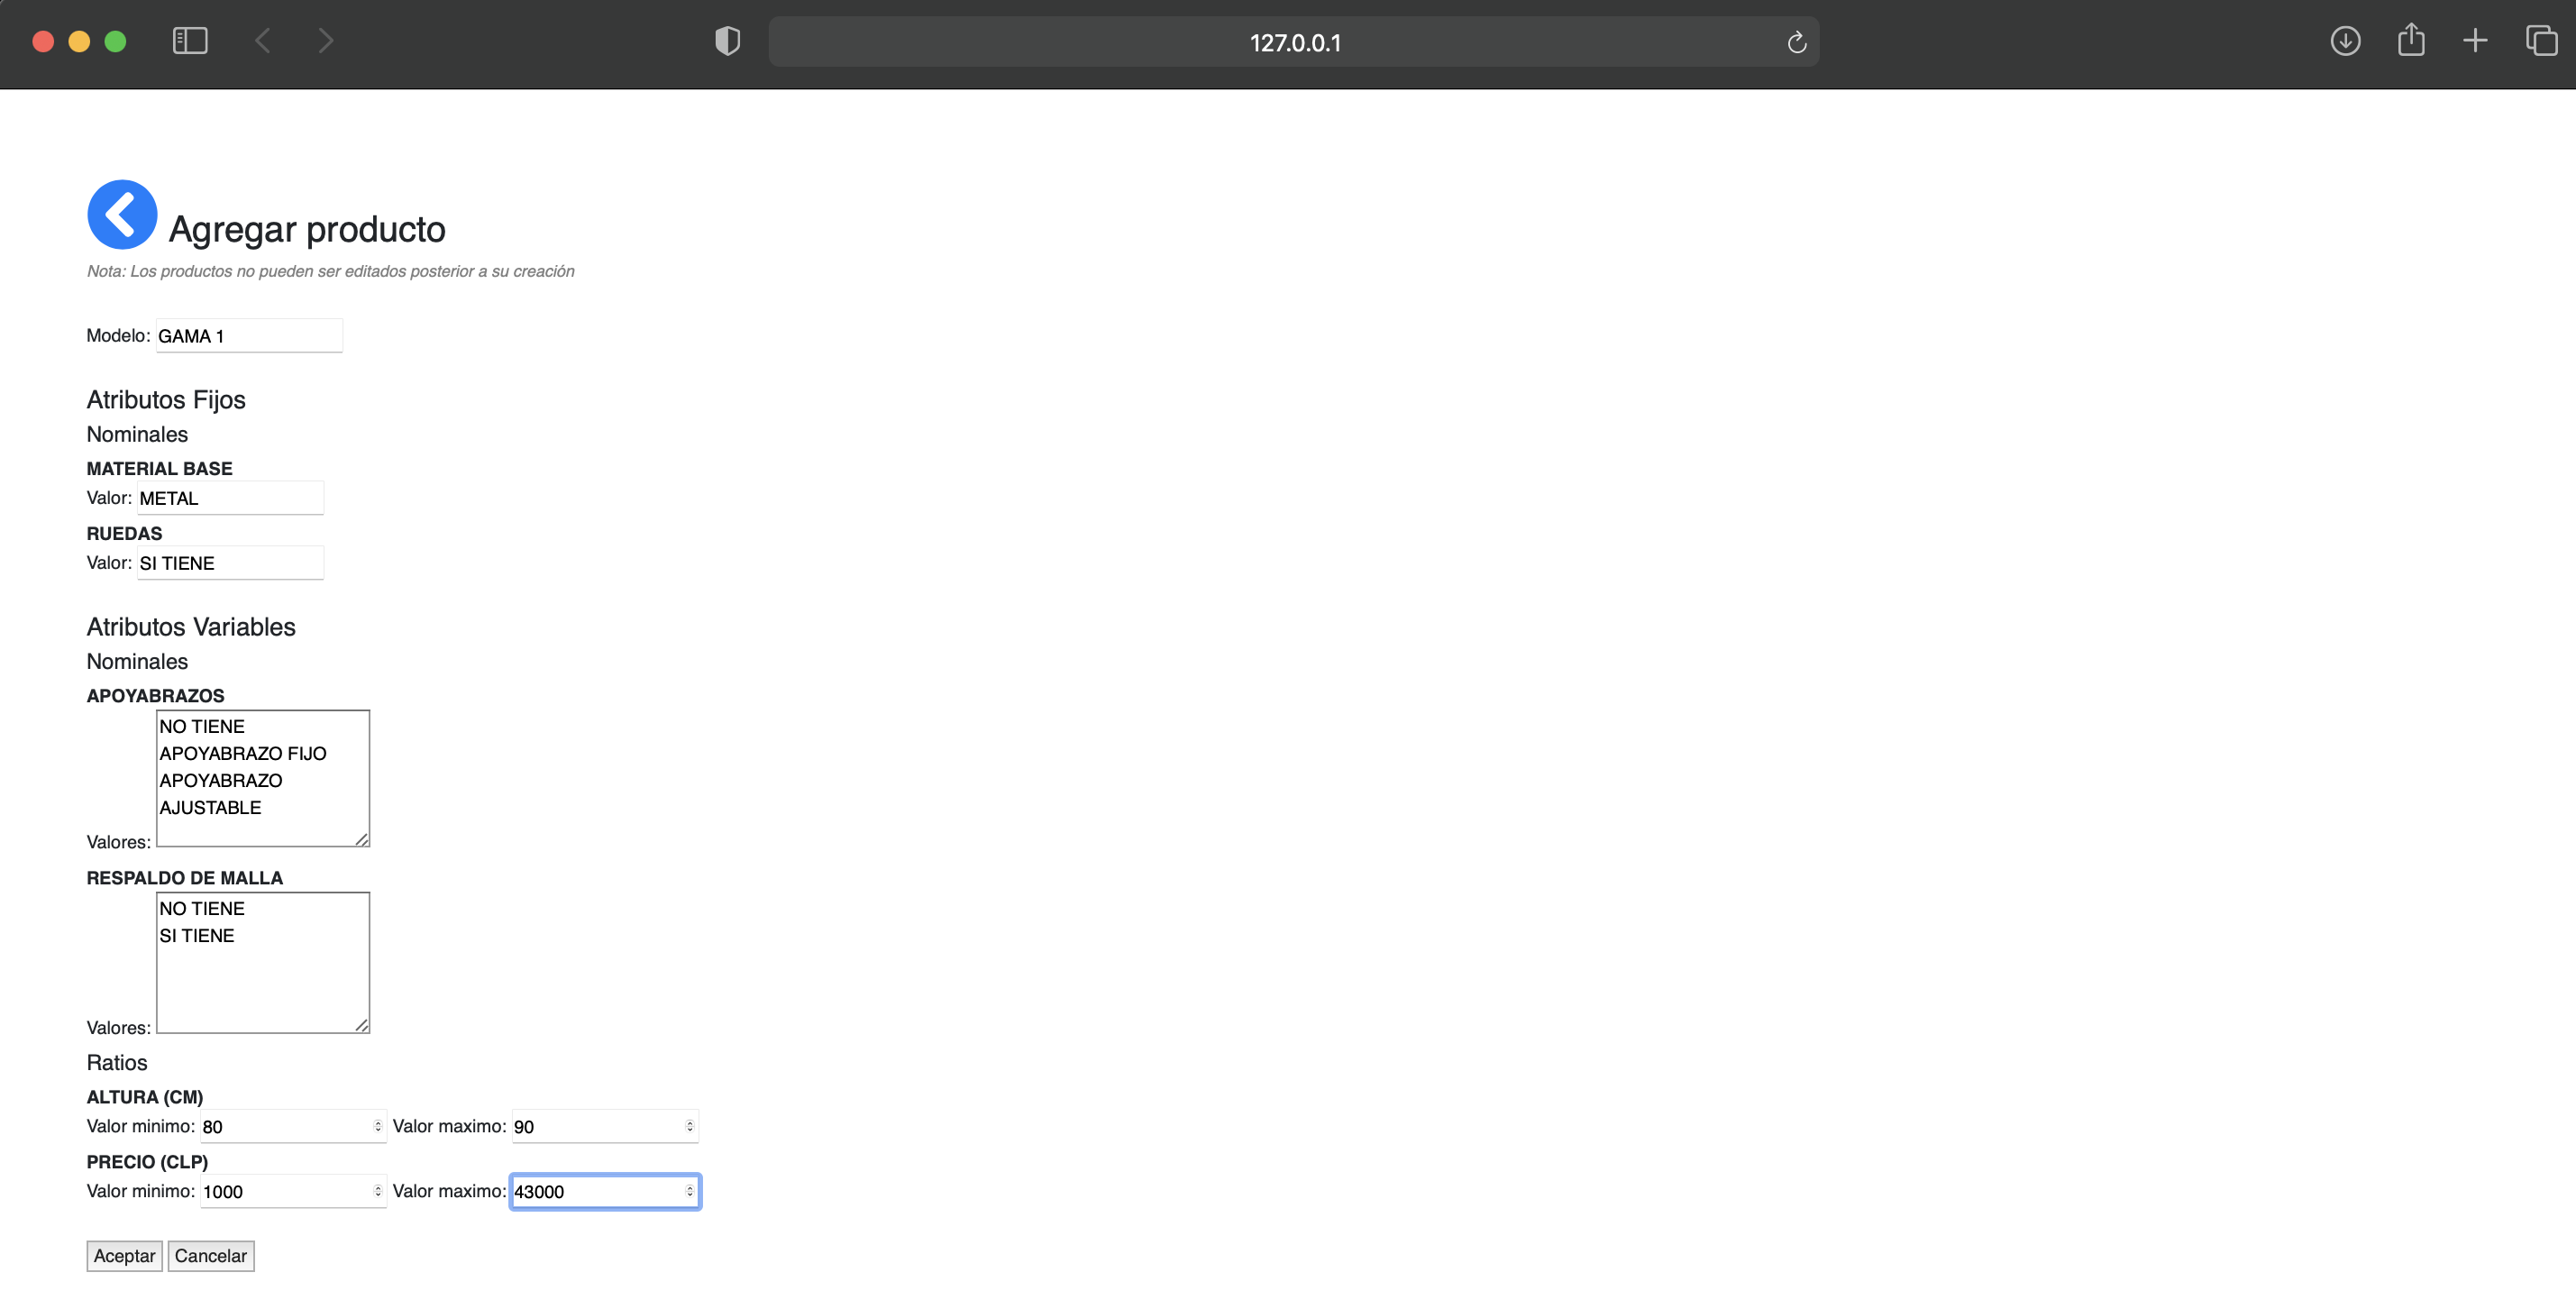 127.0.0.1
Agregar producto
Nota: Los productos no pueden ser editados posterior a su creación
Modelo: GAMA 1
Atributos Fijos
Nominales
MATERIAL BASE
Valor: METAL
RUEDAS
Valor: SI TIENE
Atributos Variables
Nominales
APOYABRAZOS
NO TIENE
APOYABRAZO FIJO
APOYABRAZO
AJUSTABLE
Valores:
RESPALDO DE MALLA
NO TIENE
SI TIENE
Valores:
Ratios
ALTURA (CM)
Valor minimo: 80 Valor maximo: 90
PRECIO (CLP)
Valor minimo: 1000 Valor maximo: 43000
Aceptar Cancelar